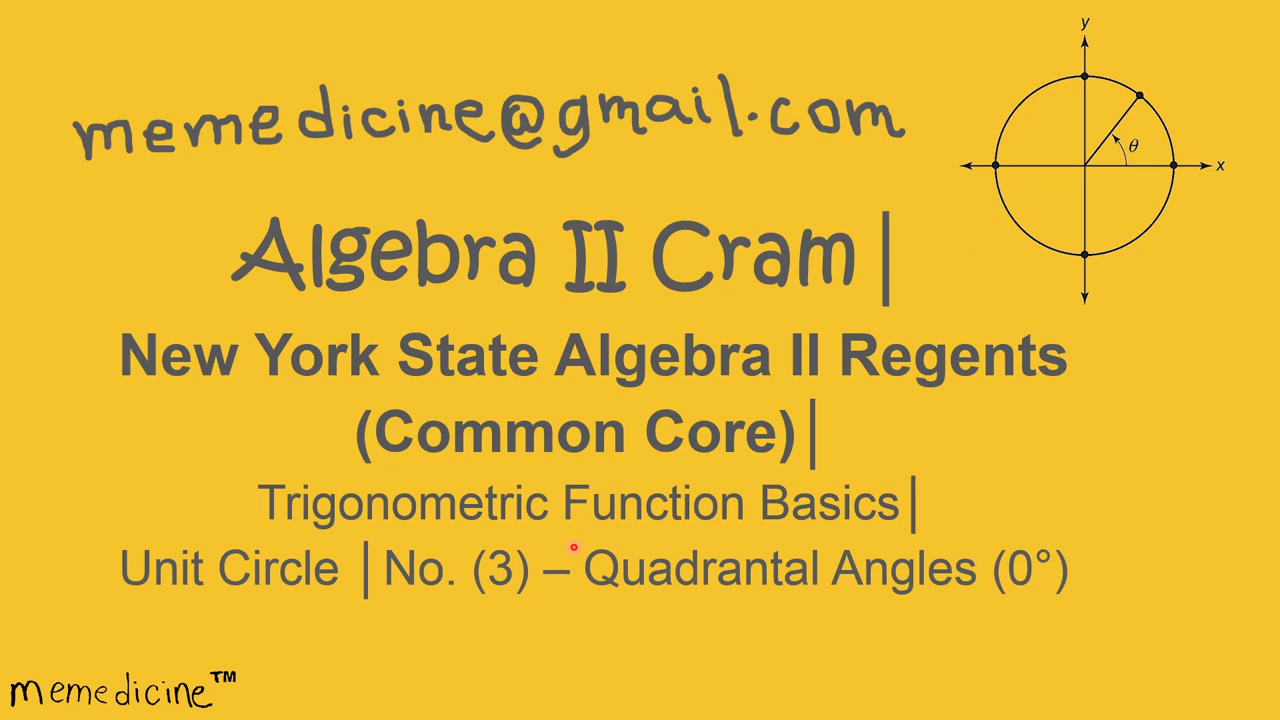 memedicine@gmail.com
y
θ
x
Algebra II Cram|
New York State Algebra II Regents
(Common Core)|
Trigonometric Function Basics|
Unit Circle |No. (3) – Quadrantal Angles (0°)
memedicine™